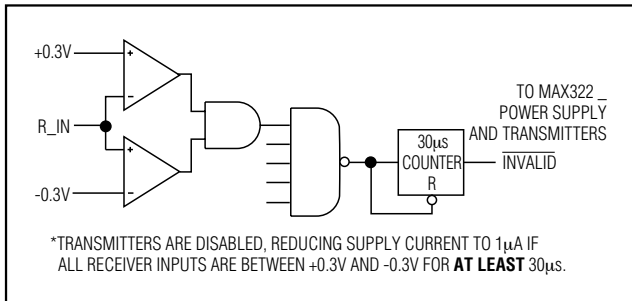 +0.3V
+
-
R_IN
+
-
-0.3V
30μs
COUNTER
R
TO MAX322 _
POWER SUPPLY
AND TRANSMITTERS
INVALID
*TRANSMITTERS ARE DISABLED, REDUCING SUPPLY CURRENT TO 1μA IF
ALL RECEIVER INPUTS ARE BETWEEN +0.3V AND -0.3V FOR AT LEAST 30μs.